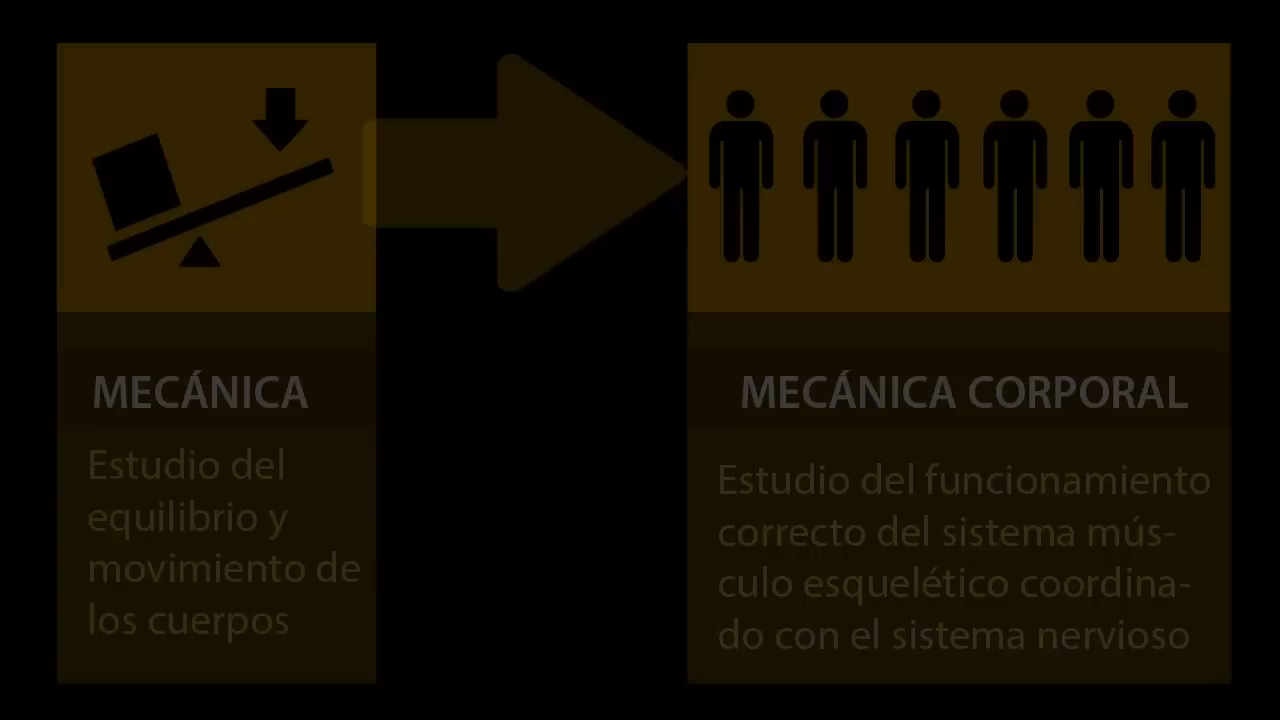 MECÁNICA
Estudio del
equilibrio y
movimiento de
los cuerpos
MECÁNICA CORPORAL
Estudio del funcionamiento
correcto del sistema mús-
culo esquelético coordina-
do con el sistema nervioso